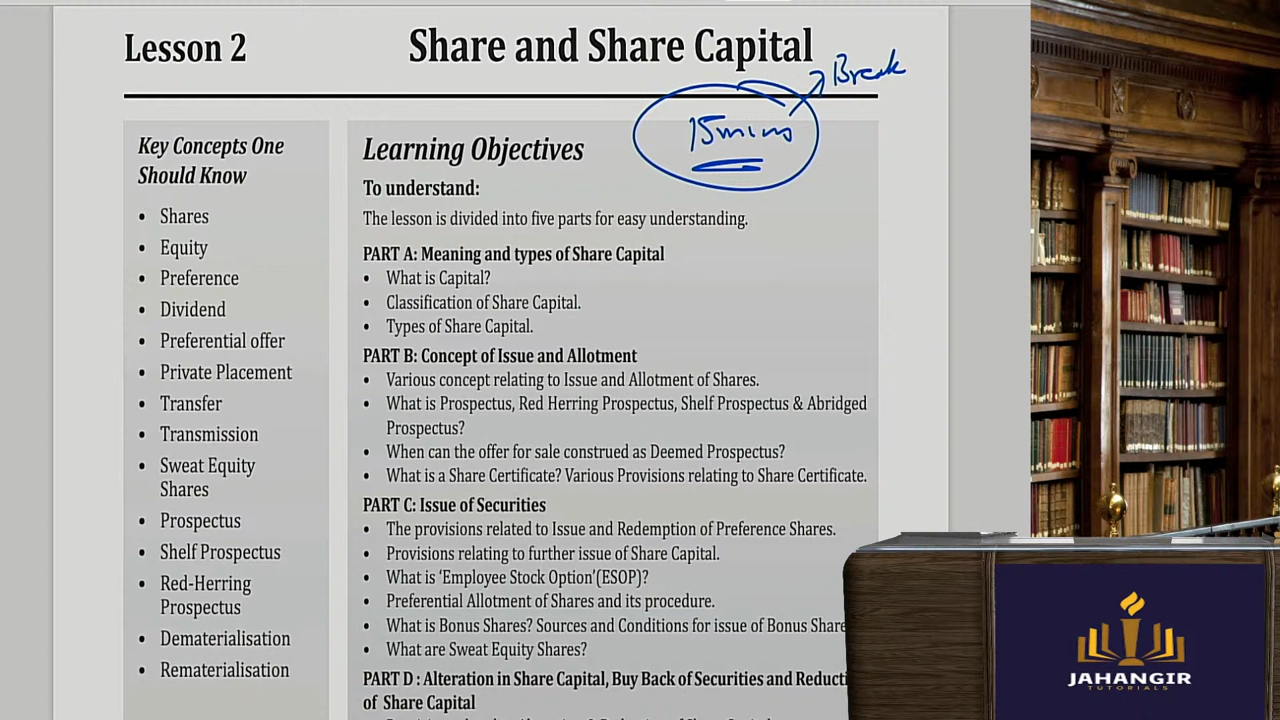 Lesson 2
Share and Share Capital
Break
15 mins
Key Concepts One
Should Know
• Shares
• Equity
• Preference
• Dividend
• Preferential offer
• Private Placement
• Transfer
• Transmission
• Sweat Equity
Shares
• Prospectus
• Shelf Prospectus
• Red-Herring
Prospectus
• Dematerialisation
• Rematerialisation
Learning Objectives
To understand:
The lesson is divided into five parts for easy understanding.
PART A: Meaning and types of Share Capital
• What is Capital?
• Classification of Share Capital.
• Types of Share Capital.
PART B: Concept of Issue and Allotment
• Various concept relating to Issue and Allotment of Shares.
• What is Prospectus, Red Herring Prospectus, Shelf Prospectus & Abridged
Prospectus?
• When can the offer for sale construed as Deemed Prospectus?
• What is a Share Certificate? Various Provisions relating to Share Certificate.
PART C: Issue of Securities
• The provisions related to Issue and Redemption of Preference Shares.
• Provisions relating to further issue of Share Capital.
• What is 'Employee Stock Option'(ESOP)?
• Preferential Allotment of Shares and its procedure.
• What is Bonus Shares? Sources and Conditions for issue of Bonus Share
• What are Sweat Equity Shares?
PART D : Alteration in Share Capital, Buy Back of Securities and Reducti
of Share Capital
JAHANGIR
TUTORIALS